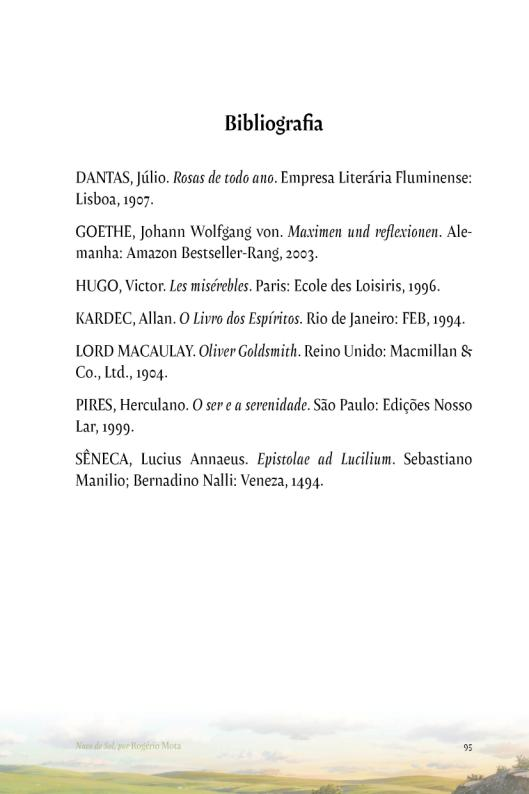 Bibliografia
DANTAS, Júlio. Rosas de todo ano. Empresa Literária Fluminense:
Lisboa, 1907.
GOETHE, Johann Wolfgang von. Maximen und reflexionen. Ale-
manha: Amazon Bestseller-Rang, 2003.
HUGO, Victor. Les misérebles. Paris: Ecole des Loisiris, 1996.
KARDEC, Allan. O Livro dos Espíritos. Rio de Janeiro: FEB, 1994.
LORD MACAULAY. Oliver Goldsmith. Reino Unido: Macmillan &
Co., Ltd., 1904.
PIRES, Herculano. O ser e a serenidade. São Paulo: Edições Nosso
Lar, 1999.
SÊNECA, Lucius Annaeus. Epistolae ad Lucilium. Sebastiano
Manilio; Bernadino Nalli: Veneza, 1494.
de Sol, por Rogério Mota
95